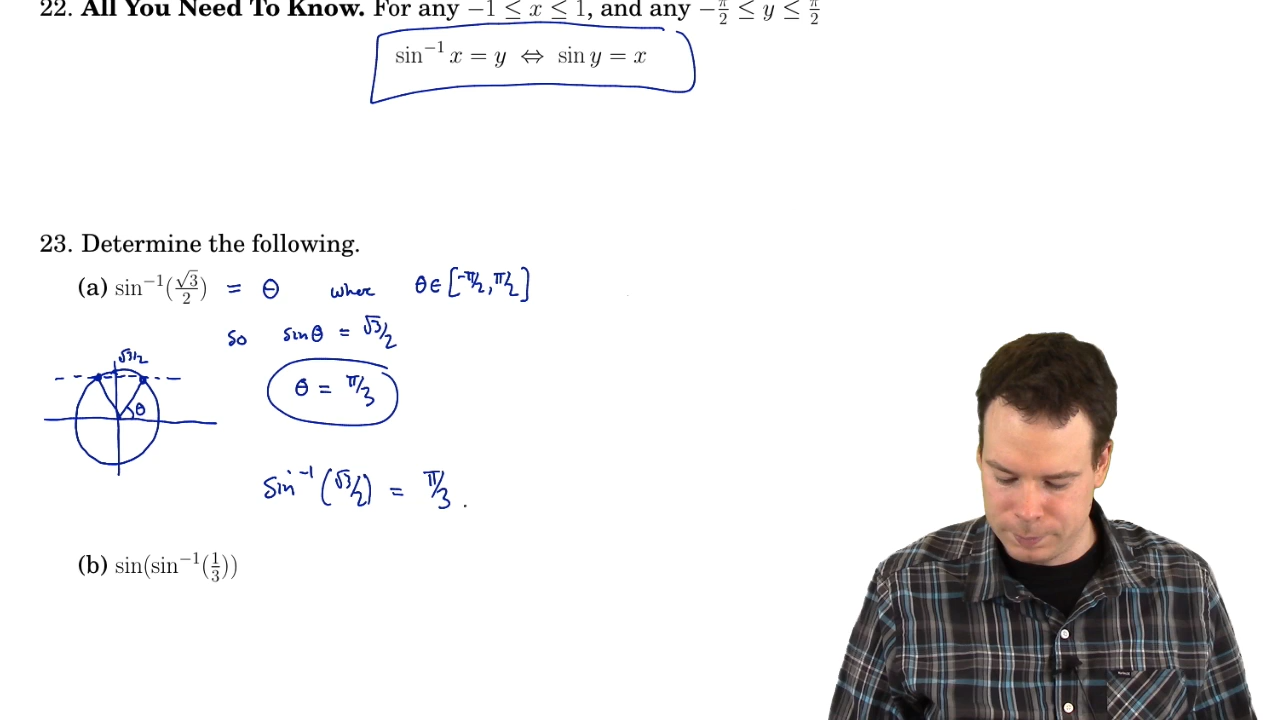 22. All You Need To Know. For any −1 ≤ x ≤ 1, and any −π/2 ≤ y ≤ π/2
sin⁻¹ x = y ⇔ sin y = x
23. Determine the following.
(a) sin⁻¹(√3/2) = θ where θ∈[-π/2, π/2]
so sinθ = √3/2
√3/2
θ
θ = π/3
sin⁻¹(√3/2) = π/3.
(b) sin(sin⁻¹(1/3))